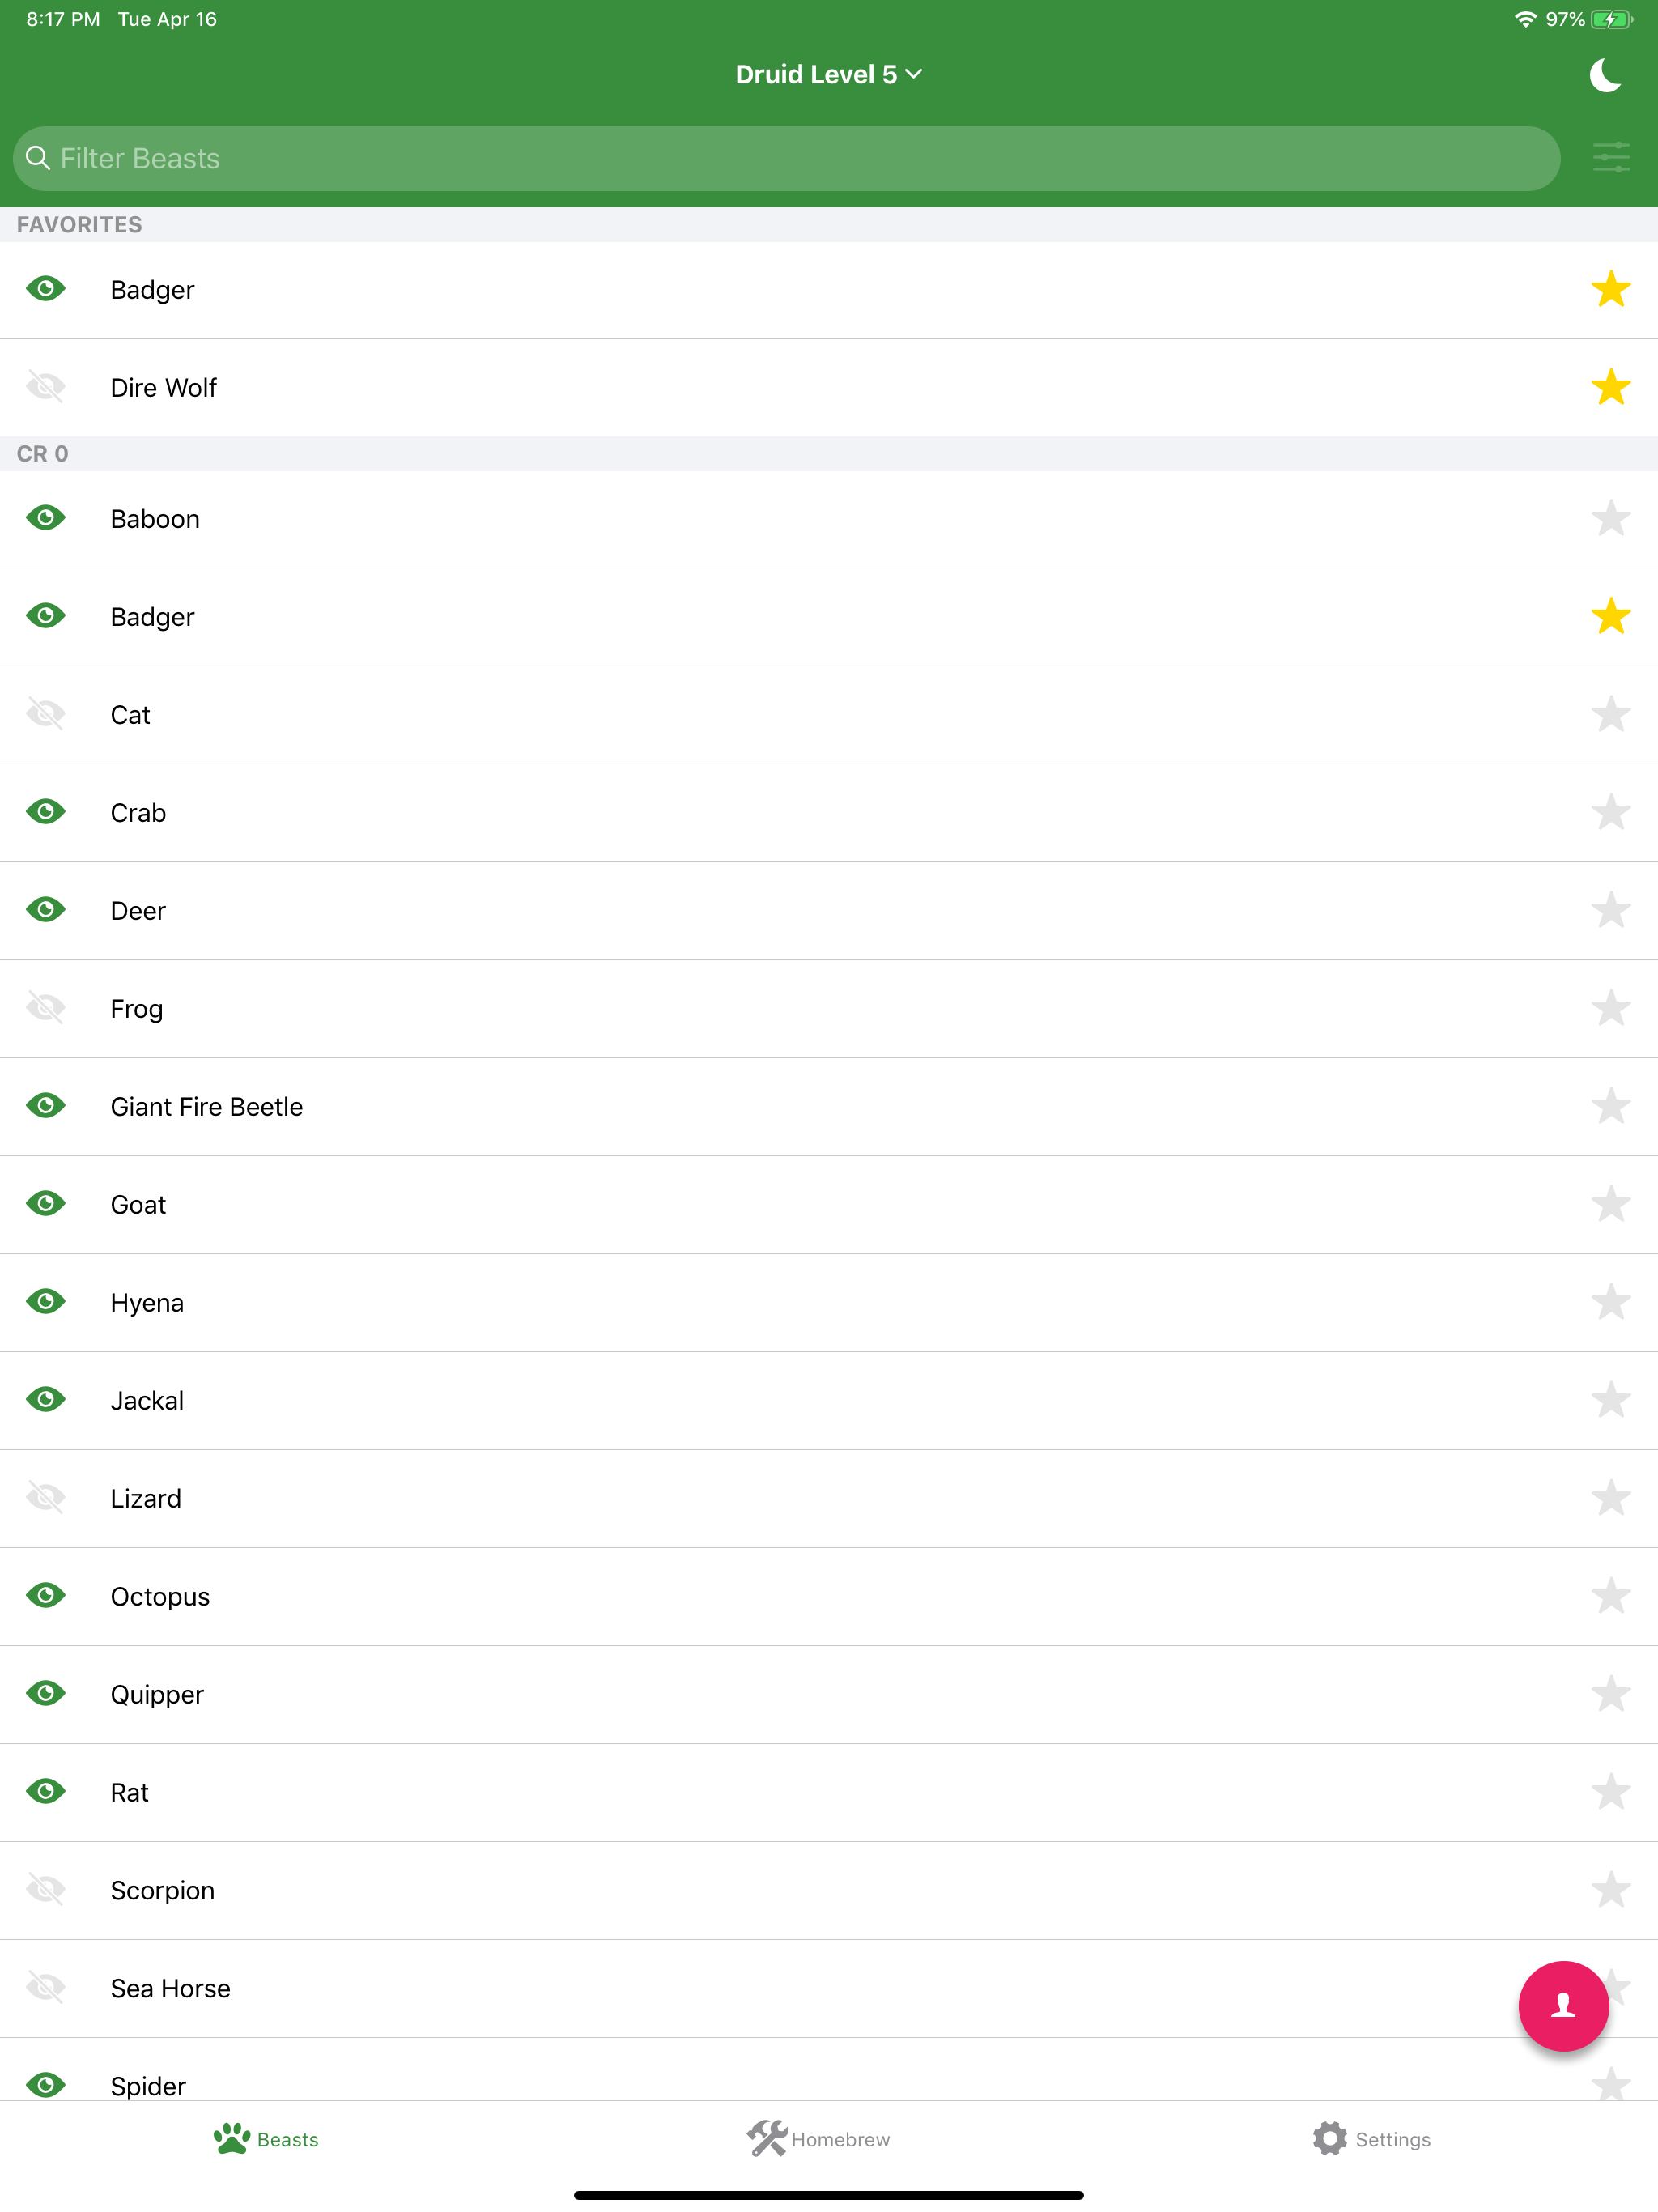 8:17 PM Tue Apr 16 97%
Druid Level 5
Filter Beasts
FAVORITES
Badger
Dire Wolf
CR 0
Baboon
Badger
Cat
Crab
Deer
Frog
Giant Fire Beetle
Goat
Hyena
Jackal
Lizard
Octopus
Quipper
Rat
Scorpion
Sea Horse
Spider
Beasts Homebrew Settings